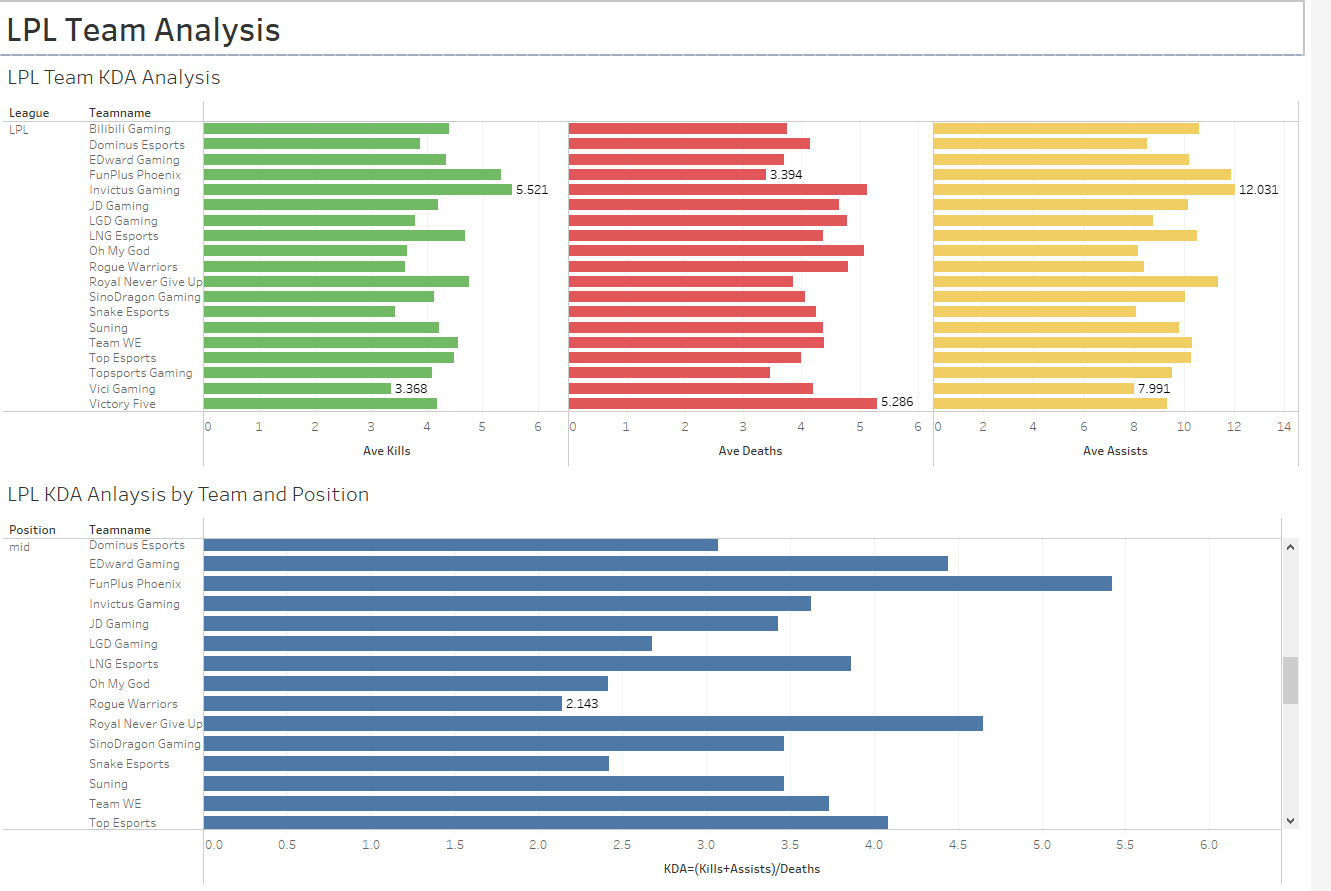 LPL Team Analysis
LPL Team KDA Analysis
League Teamname
LPL Bilibili Gaming
Dominus Esports
EDward Gaming
FunPlus Phoenix 3.394
Invictus Gaming 5.521 12.031
JD Gaming
LGD Gaming
LNG Esports
Oh My God
Rogue Warriors
Royal Never Give Up
SinoDragon Gaming
Snake Esports
Suning
Team WE
Top Esports
Topsports Gaming
Vici Gaming 3.368 7.991
Victory Five 5.286
0 1 2 3 4 5 6 0 1 2 3 4 5 6 0 2 4 6 8 10 12 14
Ave Kills Ave Deaths Ave Assists
LPL KDA Anlaysis by Team and Position
Position Teamname
mid Dominus Esports
EDward Gaming
FunPlus Phoenix
Invictus Gaming
JD Gaming
LGD Gaming
LNG Esports
Oh My God
Rogue Warriors 2.143
Royal Never Give Up
SinoDragon Gaming
Snake Esports
Suning
Team WE
Top Esports
0.0 0.5 1.0 1.5 2.0 2.5 3.0 3.5 4.0 4.5 5.0 5.5 6.0
KDA=(Kills+Assists)/Deaths